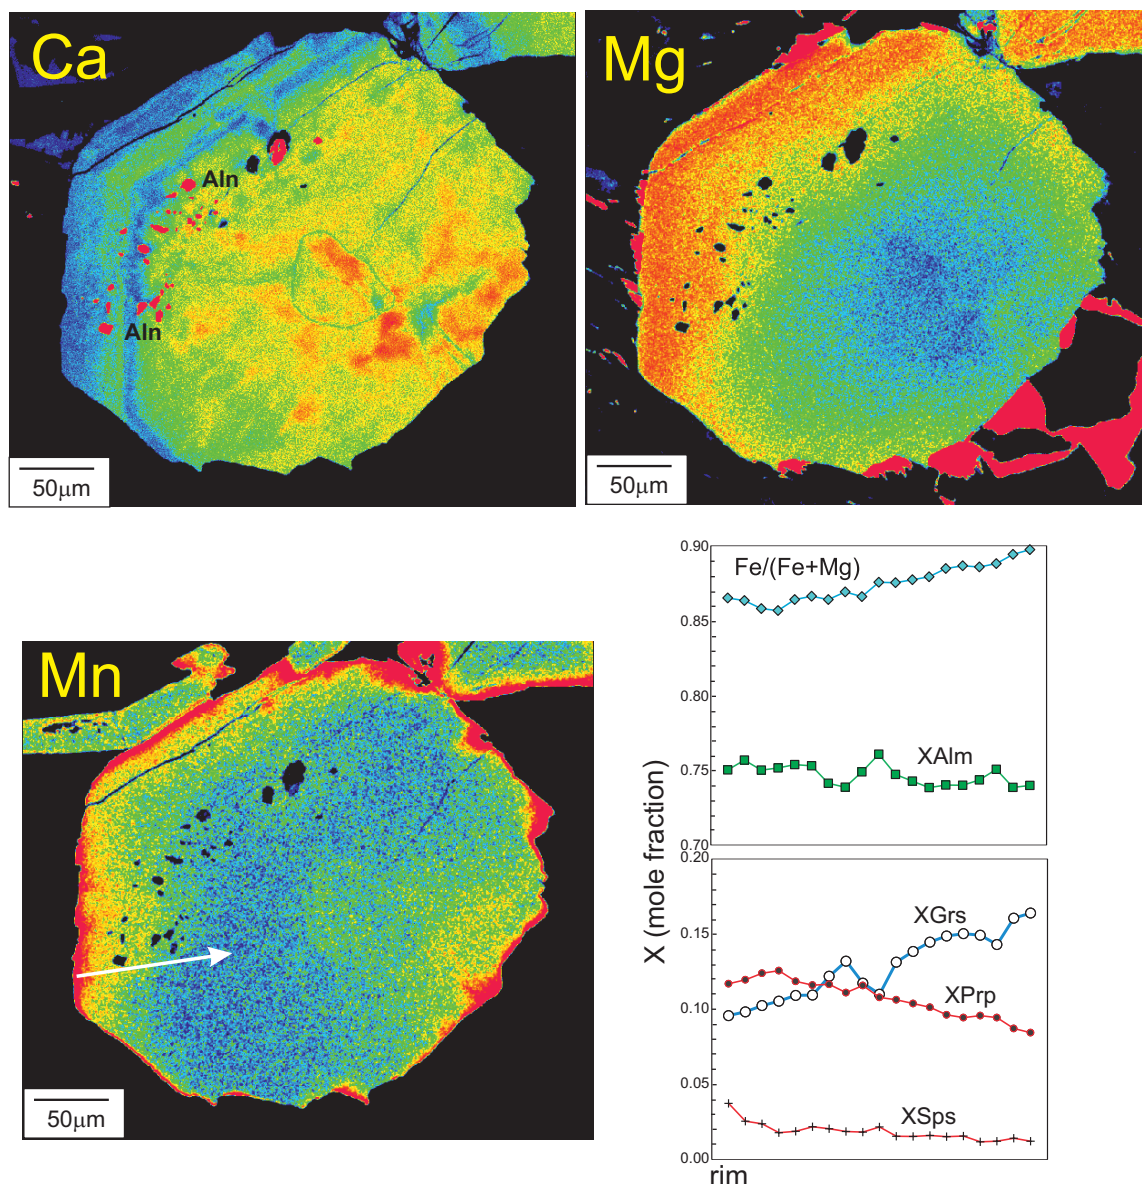 Ca
Aln
Aln
50μm
Mg
50μm
Mn
50μm
0.90
Fe/(Fe+Mg)
0.85
0.80
XAlm
0.75
0.70
X (mole fraction)
0.20
XGrs
0.15
XPrp
0.10
0.05
XSps
0.00
rim